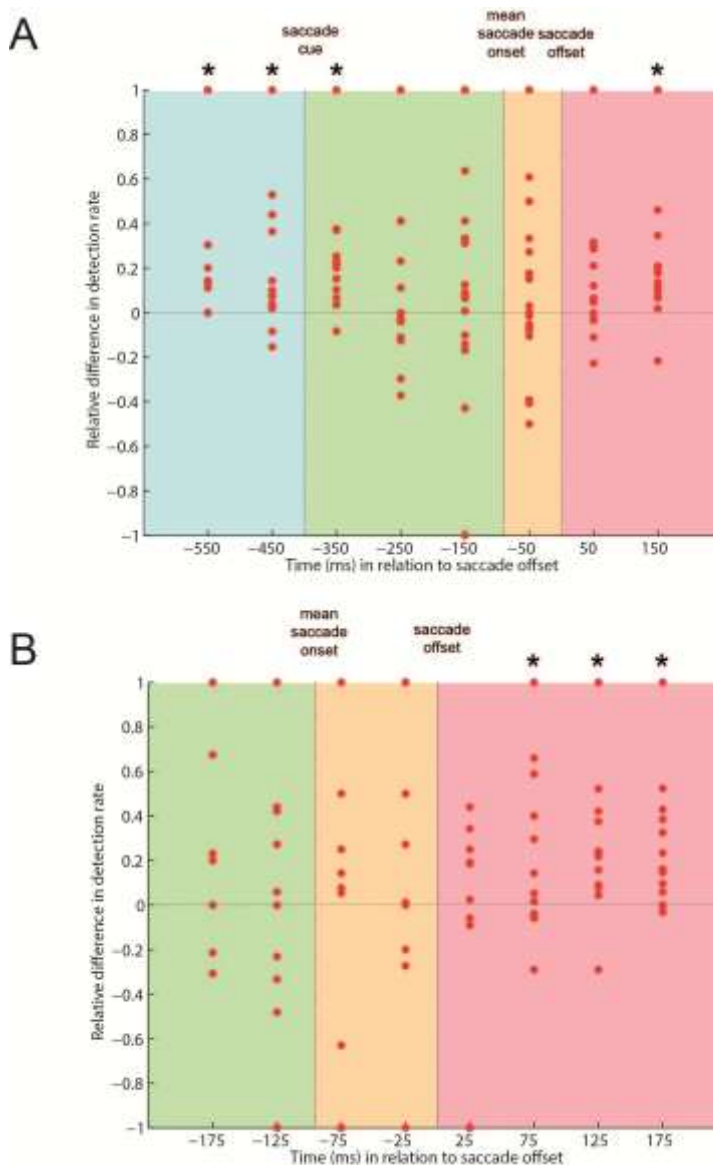 A
saccade
cue
mean
saccade
onset
saccade
offset
* * * *
1
0.8
0.6
0.4
0.2
0
−0.2
−0.4
−0.6
−0.8
−1
Relative difference in detection rate
−550 −450 −350 −250 −150 −50 50 150
Time (ms) in relation to saccade offset
B
mean
saccade
onset
saccade
offset
* * *
1
0.8
0.6
0.4
0.2
0
−0.2
−0.4
−0.6
−0.8
−1
Relative difference in detection rate
−175 −125 −75 −25 25 75 125 175
Time (ms) in relation to saccade offset